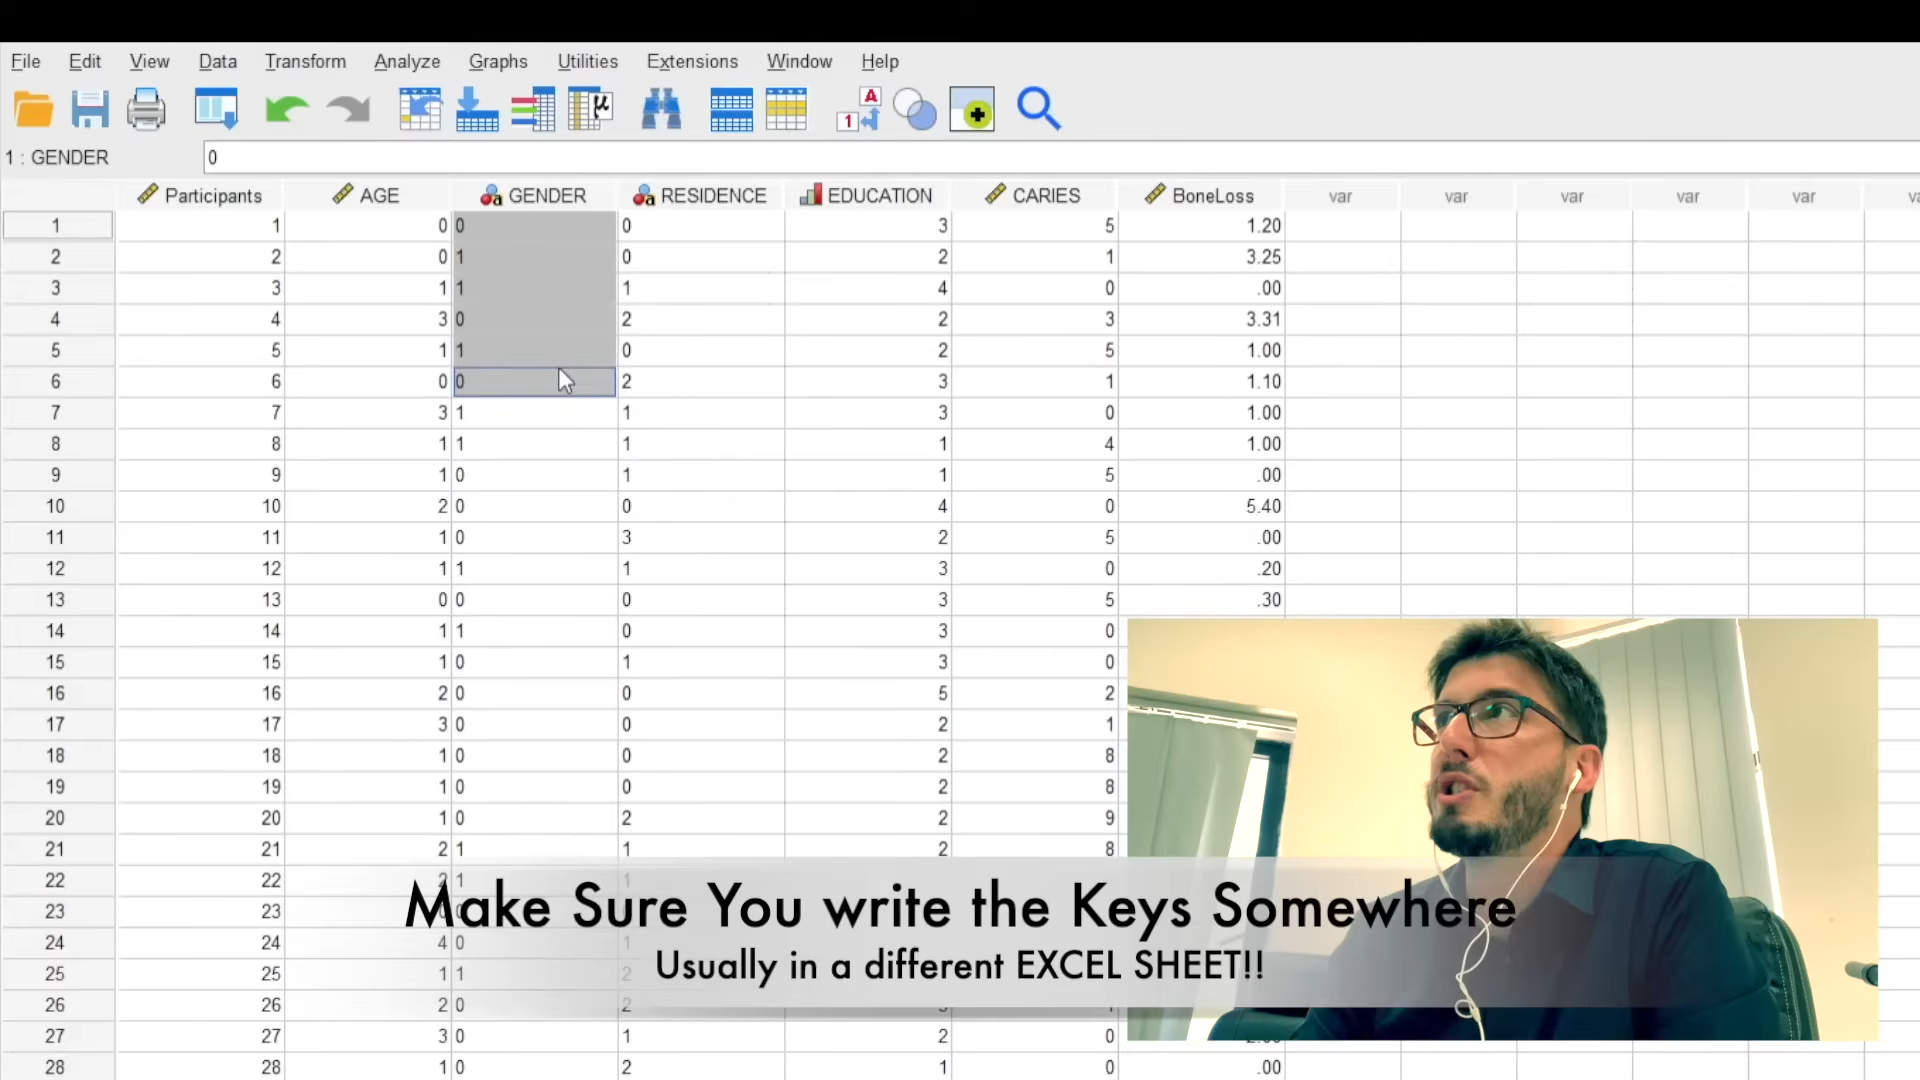 File Edit View Data Transform Analyze Graphs Utilities Extensions Window Help
A
1
μ
1 : GENDER 0
Participants AGE GENDER RESIDENCE EDUCATION CARIES BoneLoss var var var var var
1 1 0 0 0 3 5 1.20
2 2 0 1 0 2 1 3.25
3 3 1 1 1 4 0 .00
4 4 3 0 2 2 3 3.31
5 5 1 1 0 2 5 1.00
6 6 0 0 2 3 1 1.10
7 7 3 1 1 3 0 1.00
8 8 1 1 1 1 4 1.00
9 9 1 0 1 1 5 .00
10 10 2 0 0 4 0 5.40
11 11 1 0 3 2 5 .00
12 12 1 1 1 3 0 .20
13 13 0 0 0 3 5 .30
14 14 1 1 0 3 0
15 15 1 0 1 3 0
16 16 2 0 0 5 2
17 17 3 0 0 2 1
18 18 1 0 0 2 8
19 19 1 0 0 2 8
20 20 1 0 2 2 9
21 21 2 1 1 2 8
22 22 2 1 1
23 23
Make Sure You write the Keys Somewhere
24 24 4 0 1
Usually in a different EXCEL SHEET!!
25 25 1 1 2
26 26 2 0 2
27 27 3 0 1 2 0
28 28 1 0 2 1 0 .00